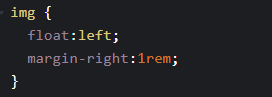 img {
  float:left;
  margin-right:1rem;
}